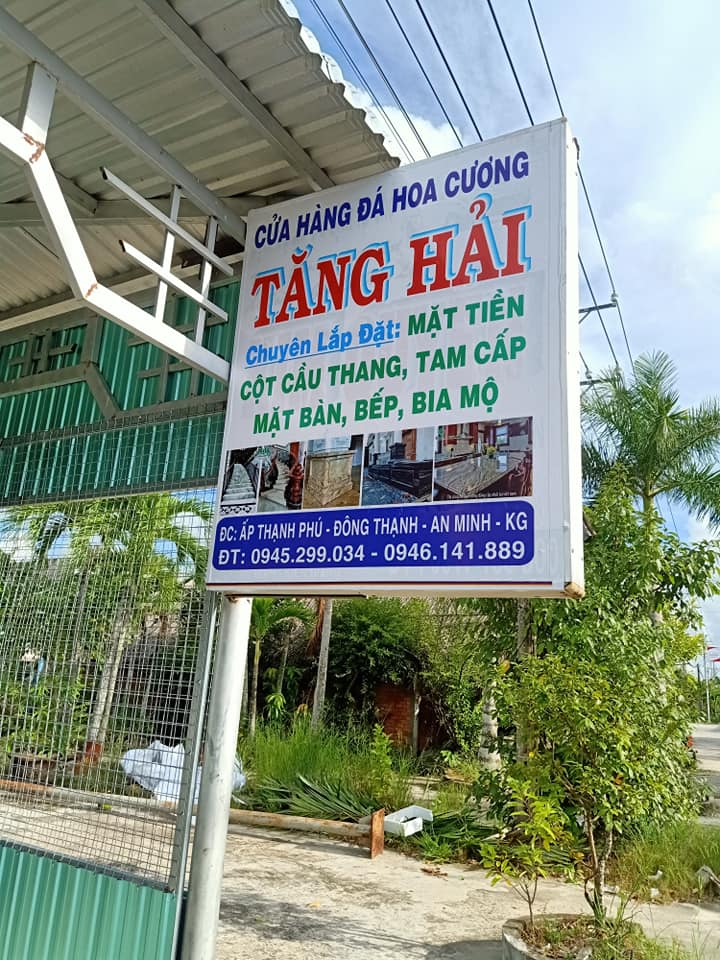 CỬA HÀNG ĐÁ HOA CƯƠNG
TĂNG HẢI
Chuyên Lắp Đặt: MẶT TIỀN
CỘT CẦU THANG, TAM CẤP
MẶT BÀN, BẾP, BIA MỘ
ĐC: ẤP THẠNH PHÚ - ĐÔNG THẠNH - AN MINH - KG
ĐT: 0945.299.034 - 0946.141.889